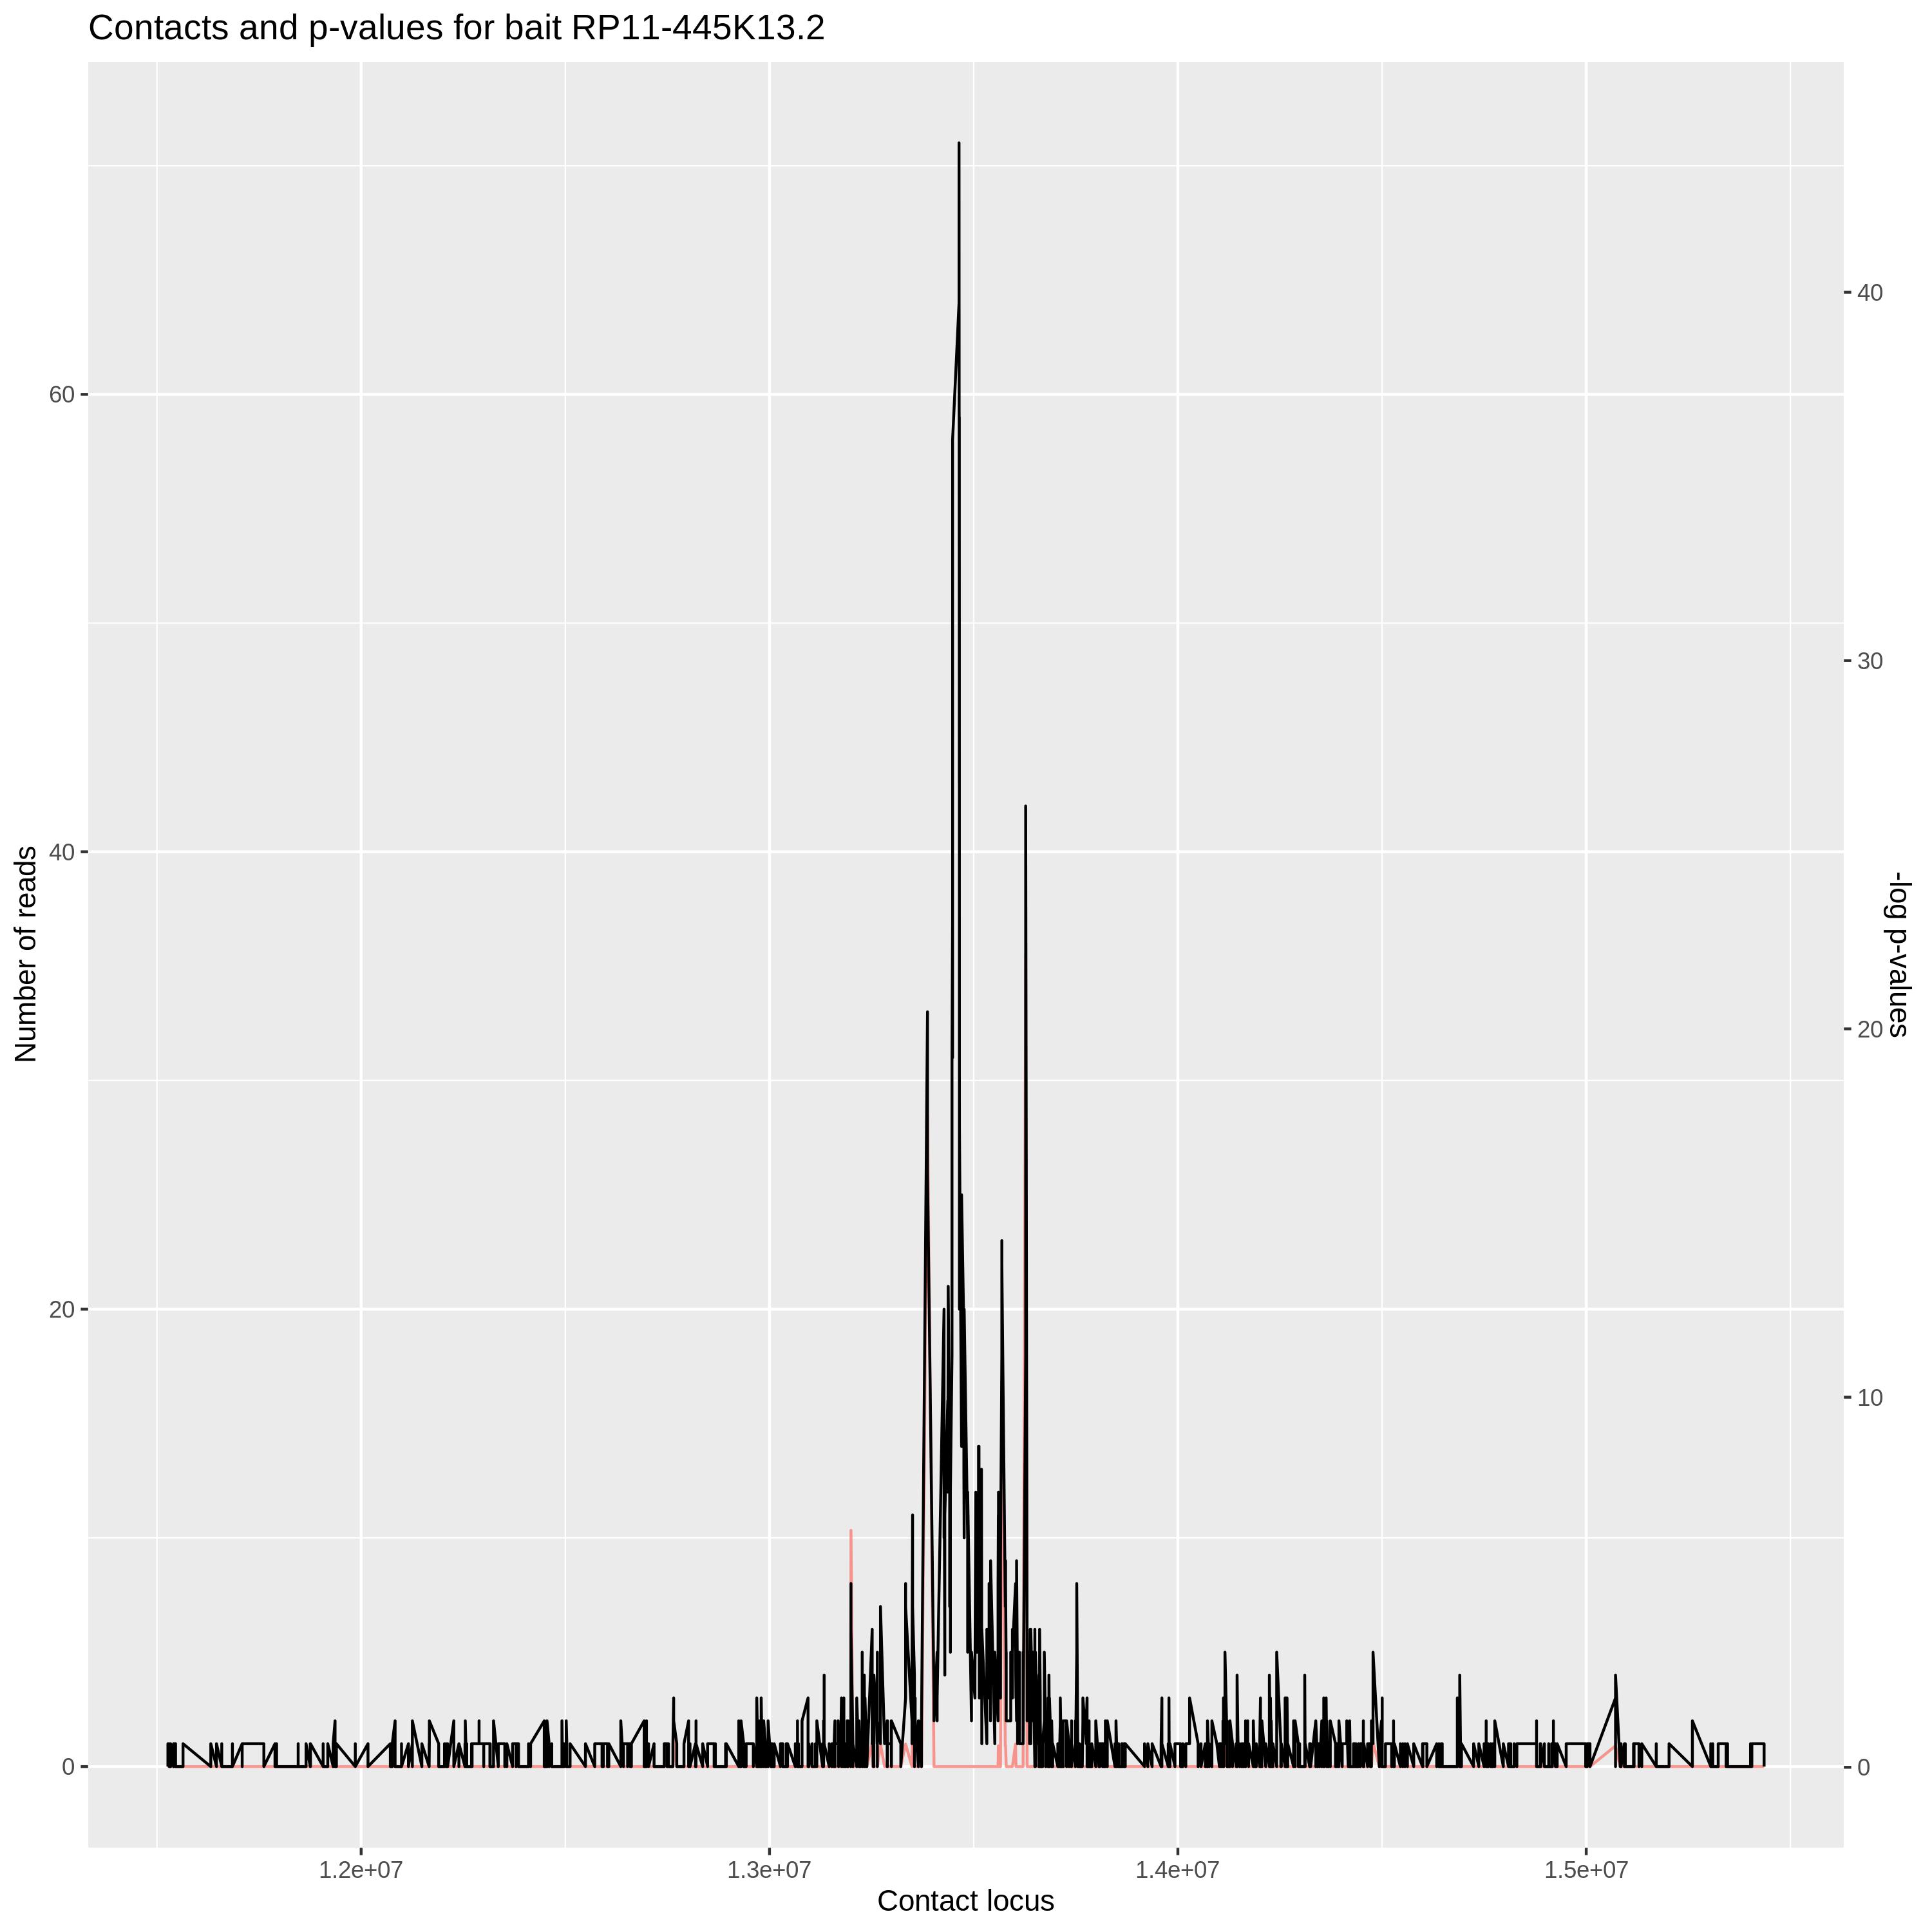 Contacts and p-values for bait RP11-445K13.2
60
40
20
0
Number of reads
40
30
20
10
0
-log p-values
1.2e+07
1.3e+07
1.4e+07
1.5e+07
Contact locus